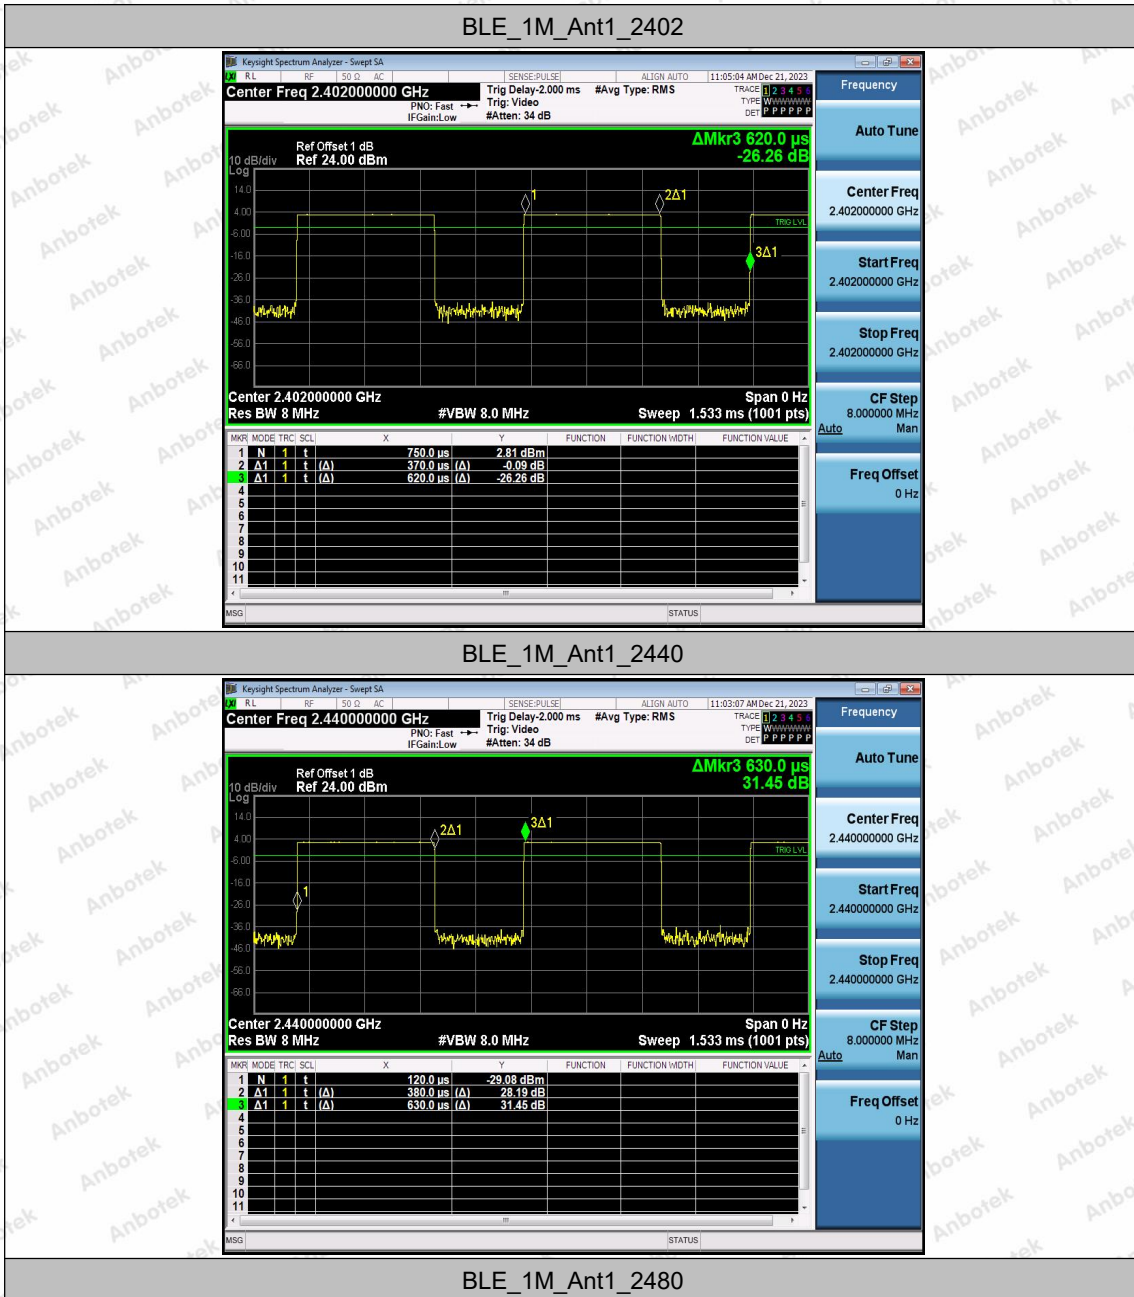 BLE_1M_Ant1_2402
Keysight Spectrum Analyzer - Swept SA
LXI RL RF 50 Ω AC SENSE:PULSE ALIGN AUTO 11:05:04 AM Dec 21, 2023
Center Freq 2.402000000 GHz
PNO: Fast
IFGain:Low
Trig Delay-2.000 ms
Trig: Video
#Atten: 34 dB
#Avg Type: RMS
TRACE 1 2 3 4 5 6
TYPE WWWWWW
DET P P P P P P
Ref Offset 1 dB
Ref 24.00 dBm
10 dB/div
Log
ΔMkr3 620.0 µs
-26.26 dB
14.0
4.00
-6.00
-16.0
-26.0
-36.0
-46.0
-56.0
-66.0
1
2Δ1
TRIG LVL
3Δ1
Center 2.402000000 GHz Span 0 Hz
Res BW 8 MHz #VBW 8.0 MHz Sweep 1.533 ms (1001 pts)
MKR MODE TRC SCL X Y FUNCTION FUNCTION WIDTH FUNCTION VALUE
1 N 1 t 750.0 µs 2.81 dBm
2 Δ1 1 t (Δ) 370.0 µs (Δ) -0.09 dB
3 Δ1 1 t (Δ) 620.0 µs (Δ) -26.26 dB
4
5
6
7
8
9
10
11
MSG STATUS
Frequency
Auto Tune
Center Freq
2.402000000 GHz
Start Freq
2.402000000 GHz
Stop Freq
2.402000000 GHz
CF Step
8.000000 MHz
Auto Man
Freq Offset
0 Hz
BLE_1M_Ant1_2440
Keysight Spectrum Analyzer - Swept SA
LXI RL RF 50 Ω AC SENSE:PULSE ALIGN AUTO 11:03:07 AM Dec 21, 2023
Center Freq 2.440000000 GHz
PNO: Fast
IFGain:Low
Trig Delay-2.000 ms
Trig: Video
#Atten: 34 dB
#Avg Type: RMS
TRACE 1 2 3 4 5 6
TYPE WWWWWW
DET P P P P P P
Ref Offset 1 dB
Ref 24.00 dBm
10 dB/div
Log
ΔMkr3 630.0 µs
31.45 dB
14.0
4.00
-6.00
-16.0
-26.0
-36.0
-46.0
-56.0
-66.0
1
2Δ1
3Δ1
TRIG LVL
Center 2.440000000 GHz Span 0 Hz
Res BW 8 MHz #VBW 8.0 MHz Sweep 1.533 ms (1001 pts)
MKR MODE TRC SCL X Y FUNCTION FUNCTION WIDTH FUNCTION VALUE
1 N 1 t 120.0 µs -29.08 dBm
2 Δ1 1 t (Δ) 380.0 µs (Δ) 28.19 dB
3 Δ1 1 t (Δ) 630.0 µs (Δ) 31.45 dB
4
5
6
7
8
9
10
11
MSG STATUS
Frequency
Auto Tune
Center Freq
2.440000000 GHz
Start Freq
2.440000000 GHz
Stop Freq
2.440000000 GHz
CF Step
8.000000 MHz
Auto Man
Freq Offset
0 Hz
BLE_1M_Ant1_2480